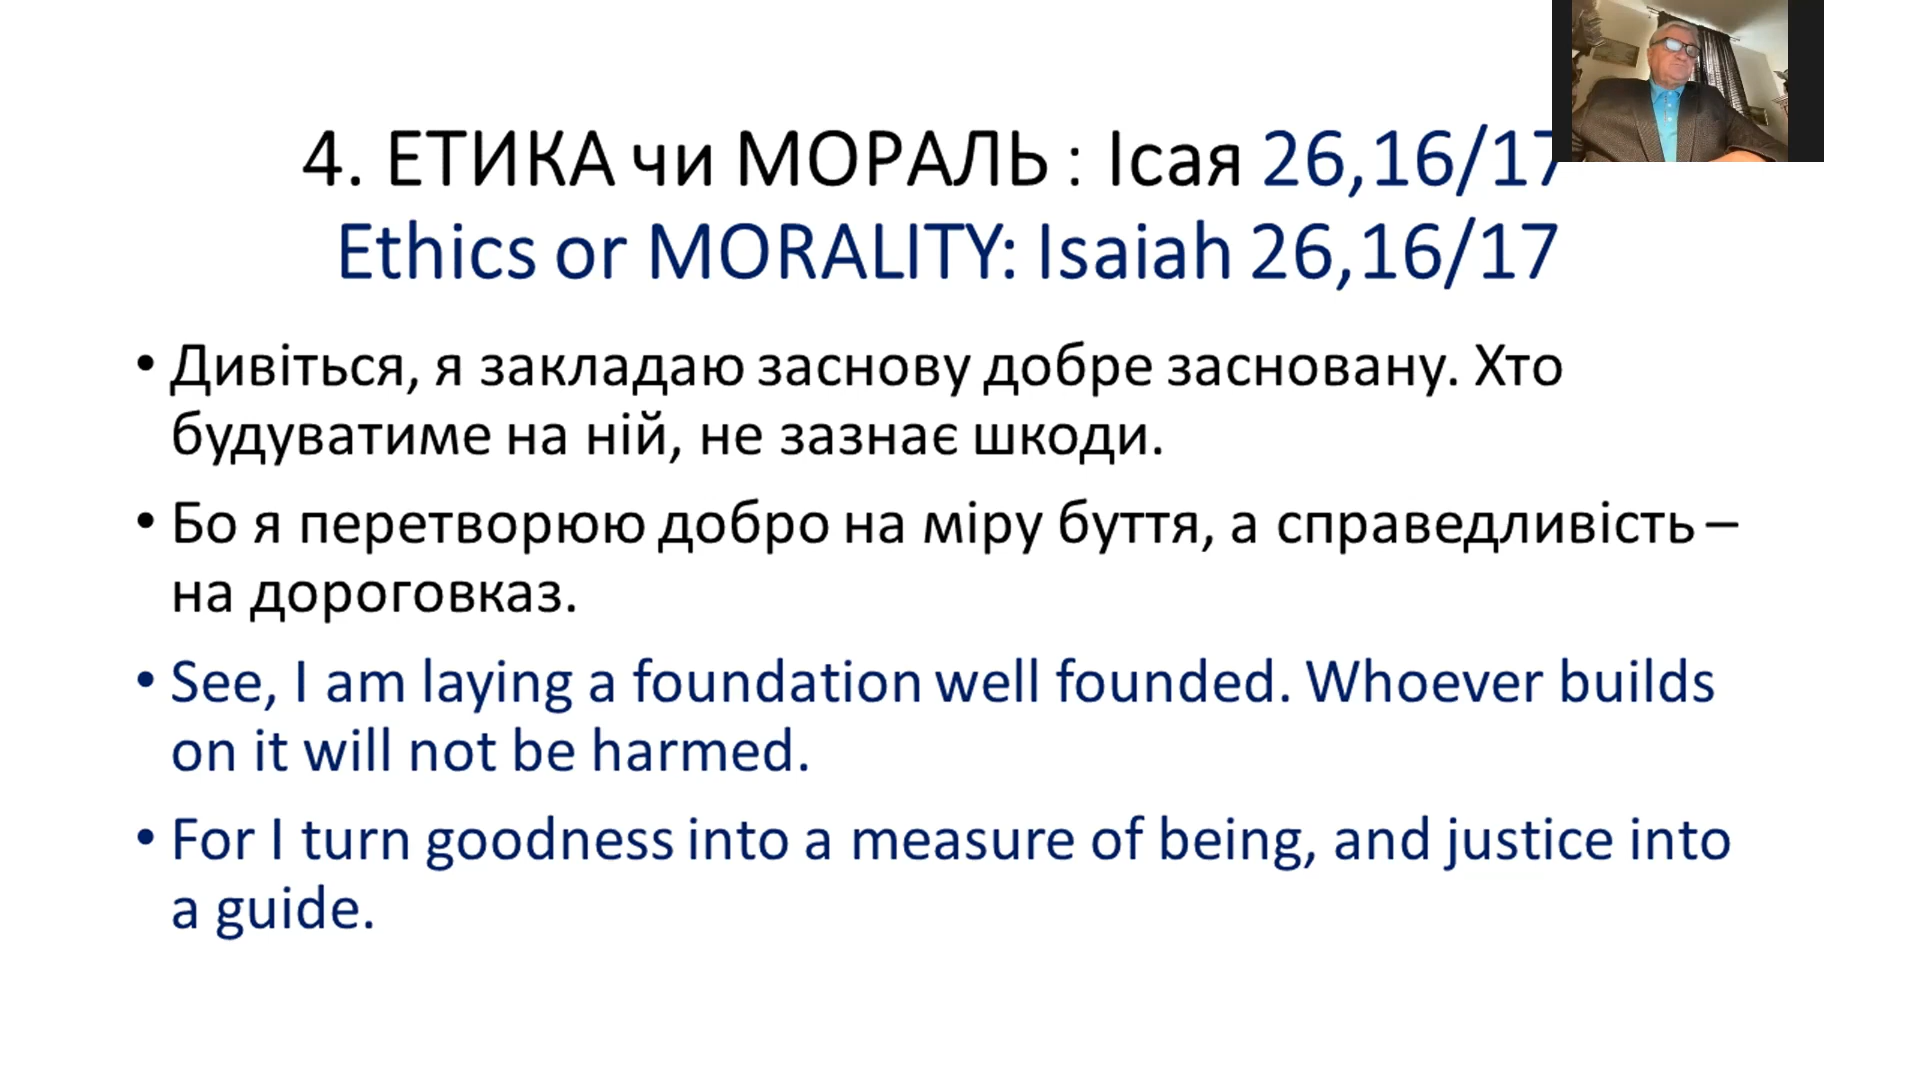 4. ЕТИКА чи МОРАЛЬ : Ісая 26,16/17
Ethics or MORALITY: Isaiah 26,16/17
• Дивіться, я закладаю заснову добре засновану. Хто
будуватиме на ній, не зазнає шкоди.
• Бо я перетворюю добро на міру буття, а справедливість –
на дороговказ.
• See, I am laying a foundation well founded. Whoever builds
on it will not be harmed.
• For I turn goodness into a measure of being, and justice into
a guide.